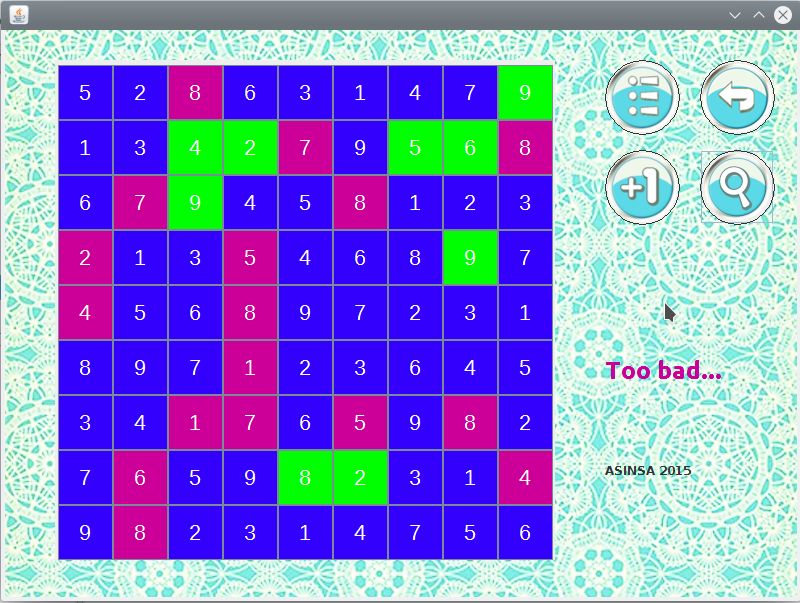 5 2 8 6 3 1 4 7 9
1 3 4 2 7 9 5 6 8
6 7 9 4 5 8 1 2 3
2 1 3 5 4 6 8 9 7
4 5 6 8 9 7 2 3 1
8 9 7 1 2 3 6 4 5
3 4 1 7 6 5 9 8 2
7 6 5 9 8 2 3 1 4
9 8 2 3 1 4 7 5 6
+1
Too bad...
ASINSA 2015